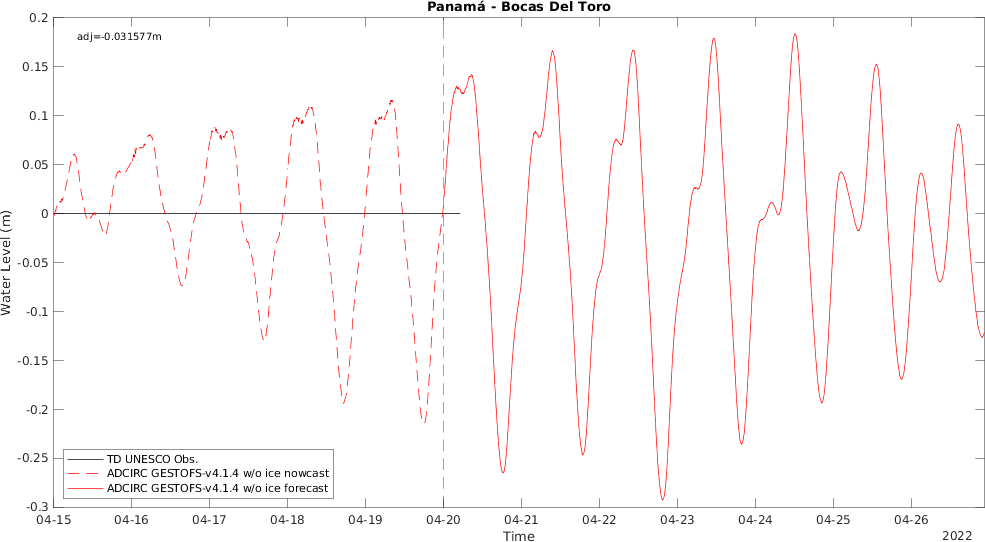 Panamá - Bocas Del Toro
adj=-0.031577m
0.2
0.15
0.1
0.05
0
-0.05
-0.1
-0.15
-0.2
-0.25
-0.3
Water Level (m)
TD UNESCO Obs.
ADCIRC GESTOFS-v4.1.4 w/o ice nowcast
ADCIRC GESTOFS-v4.1.4 w/o ice forecast
04-15 04-16 04-17 04-18 04-19 04-20 04-21 04-22 04-23 04-24 04-25 04-26
Time
2022